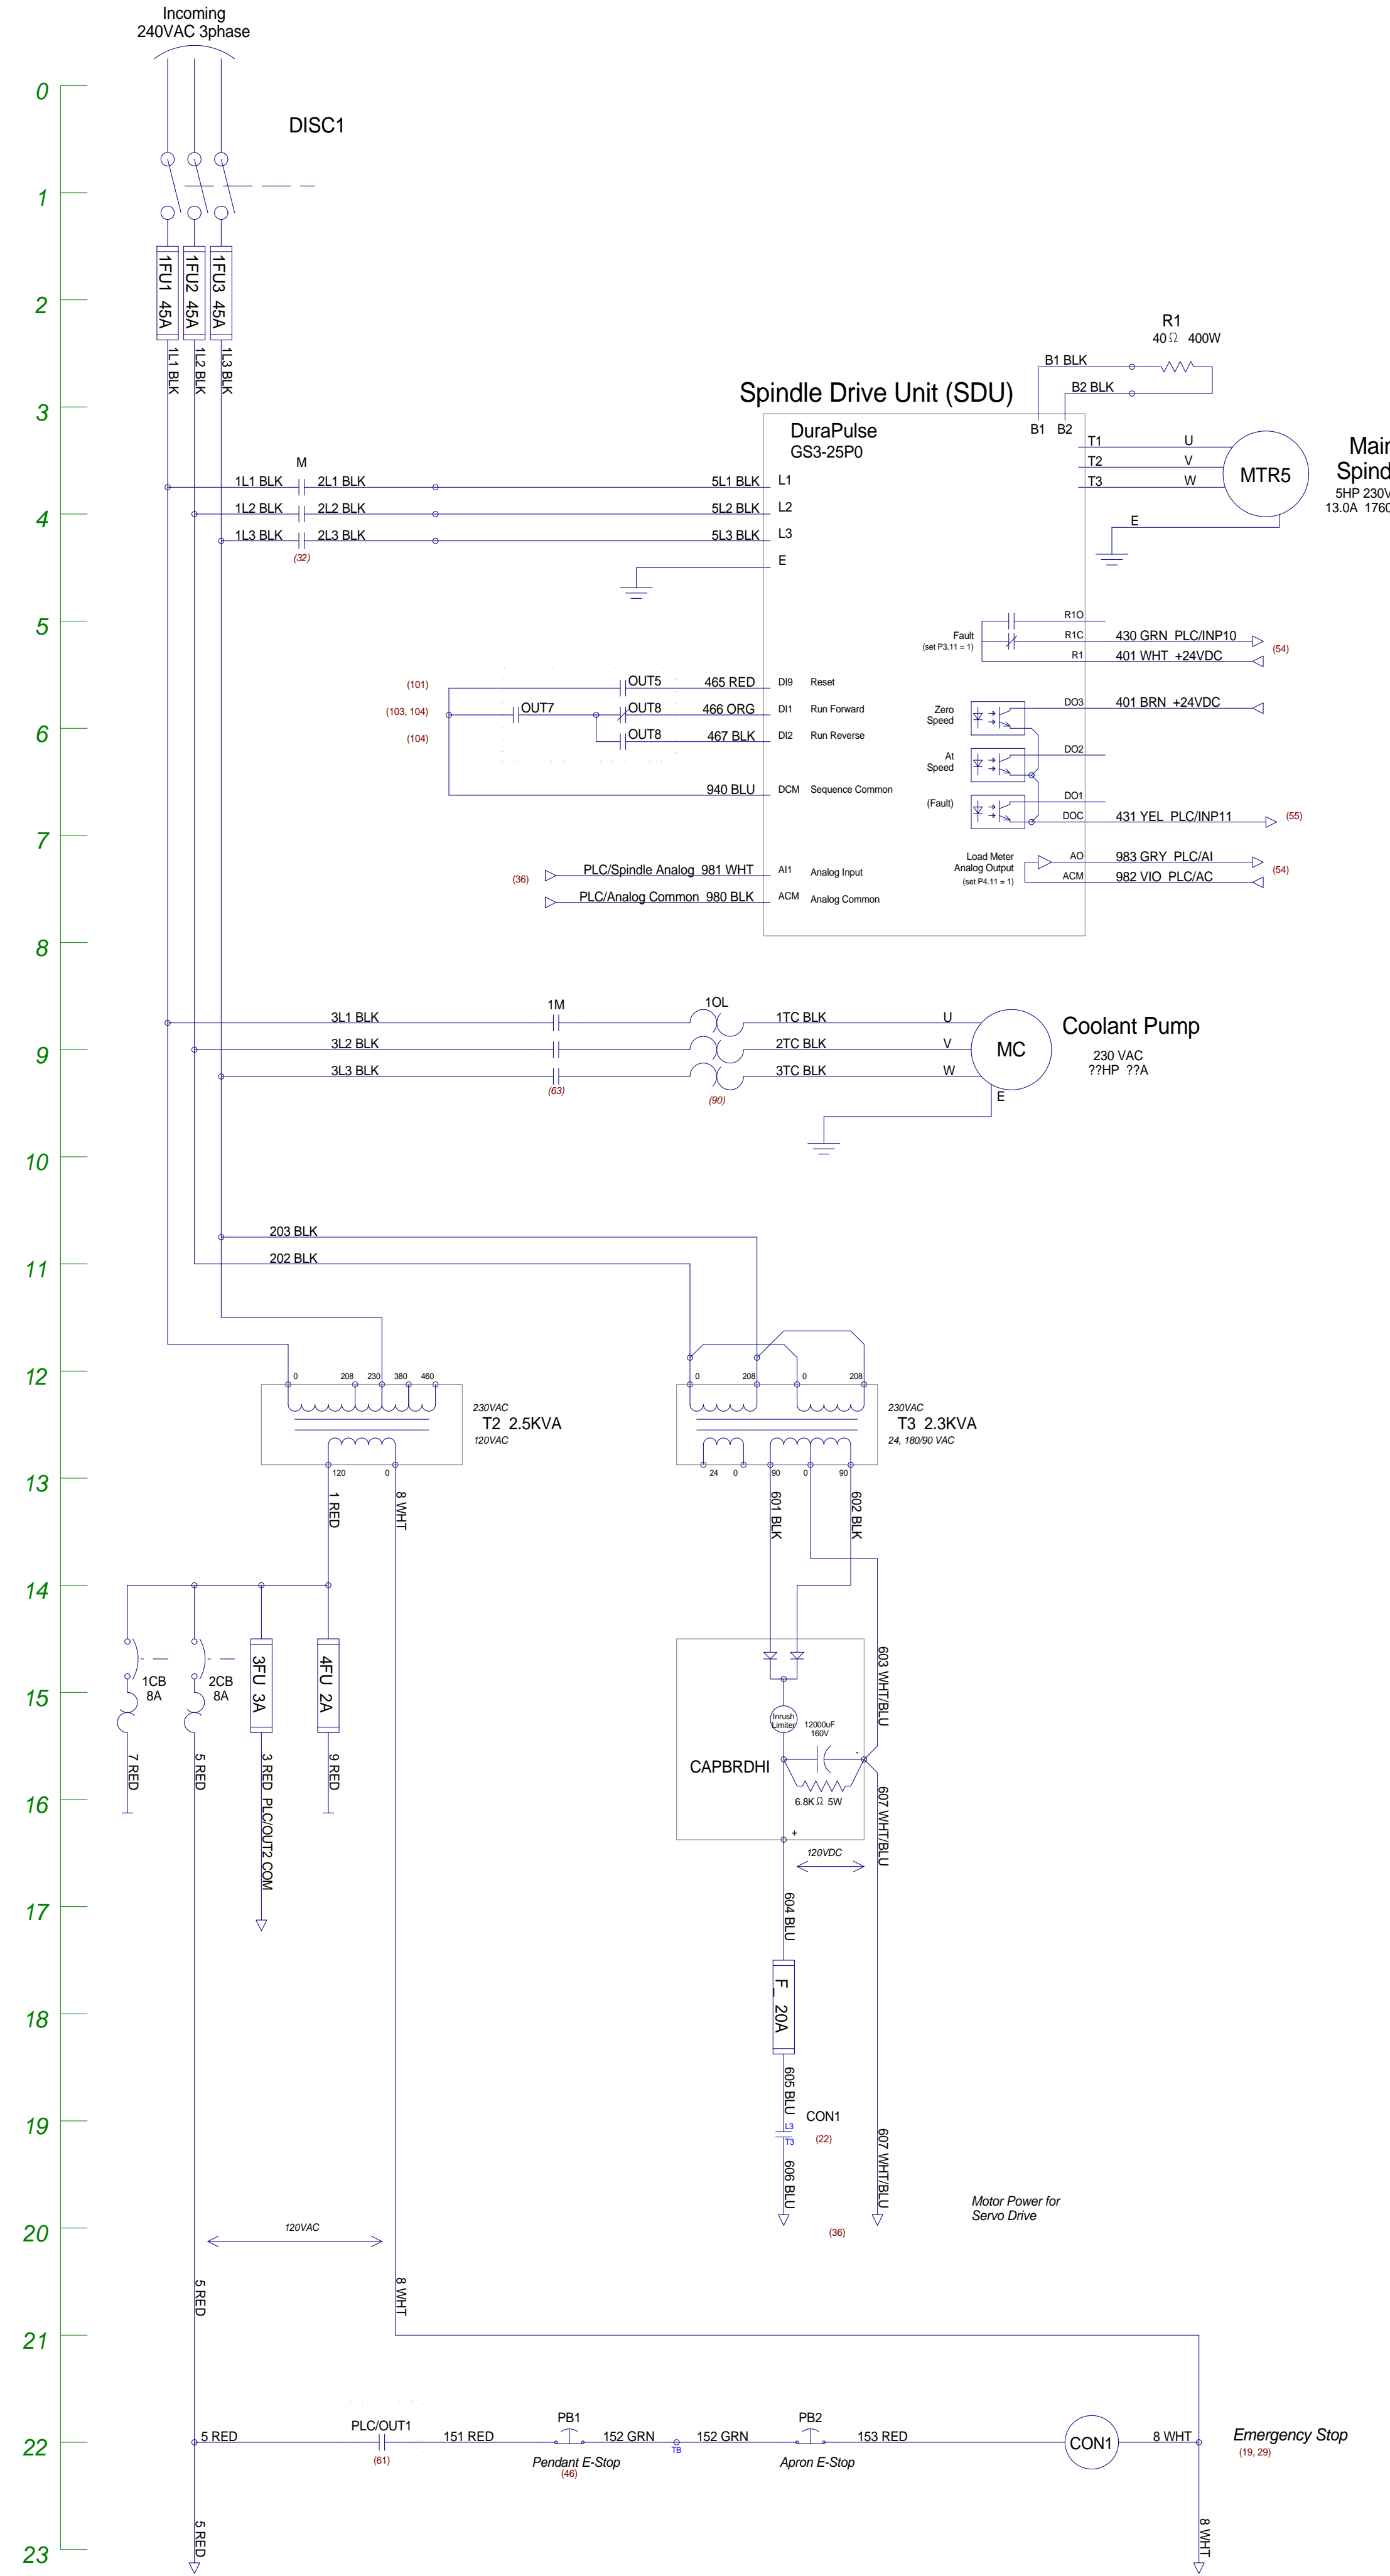 Incoming
240VAC 3phase
0
DISC1
1
1FU1 45A
1FU2 45A
1FU3 45A
2
R1
40Ω 400W
1L1 BLK
1L2 BLK
1L3 BLK
B1 BLK
B2 BLK
Spindle Drive Unit (SDU)
3
DuraPulse
GS3-25P0
B1 B2
T1 U
T2 V
T3 W
MTR5
5HP 230V
13.0A 1760
M
1L1 BLK 2L1 BLK 5L1 BLK L1
1L2 BLK 2L2 BLK 5L2 BLK L2
4
1L3 BLK 2L3 BLK 5L3 BLK L3
(32)
E
E
5
R1O
Fault
(set P3.11 = 1)
R1C 430 GRN PLC/INP10
R1 401 WHT +24VDC
(54)
(101) OUT5 465 RED DI9 Reset
(103, 104) OUT7 OUT8 466 ORG DI1 Run Forward
(104) OUT8 467 BLK DI2 Run Reverse
Zero
Speed
DO3 401 BRN +24VDC
6
At
Speed
DO2
940 BLU DCM Sequence Common
(Fault)
DO1
DOC 431 YEL PLC/INP11 (55)
7
Load Meter
Analog Output
(set P4.11 = 1)
AO 983 GRY PLC/AI
ACM 982 VIO PLC/AC
(54)
(36) PLC/Spindle Analog 981 WHT AI1 Analog Input
PLC/Analog Common 980 BLK ACM Analog Common
8
1M 1OL
3L1 BLK 1TC BLK U
3L2 BLK 2TC BLK V
3L3 BLK 3TC BLK W
(63) (90)
MC
E
Coolant Pump
230 VAC
??HP ??A
9
10
203 BLK
202 BLK
11
12
0 208 230 380 460
230VAC
T2 2.5KVA
120VAC
120 0
0 208 0 208
230VAC
T3 2.3KVA
24, 180/90 VAC
24 0 90 0 90
13
1 RED
8 WHT
601 BLK
602 BLK
14
1CB
8A
2CB
8A
3FU 3A
4FU 2A
603 WHT/BLU
15
Inrush
Limiter
12000uF
160V
-
CAPBRDHI
6.8KΩ 5W
+
7 RED
5 RED
3 RED PLC/OUT2 COM
9 RED
607 WHT/BLU
16
120VDC
604 BLU
17
F_ 20A
18
605 BLU
19
L3
T3
CON1
(22)
606 BLU
607 WHT/BLU
Motor Power for
Servo Drive
(36)
20
120VAC
5 RED
8 WHT
21
5 RED
PLC/OUT1
(61)
151 RED
PB1
Pendant E-Stop
(46)
152 GRN
TB
152 GRN
PB2
Apron E-Stop
153 RED
CON1
8 WHT
Emergency Stop
(19, 29)
22
5 RED
8 WHT
23